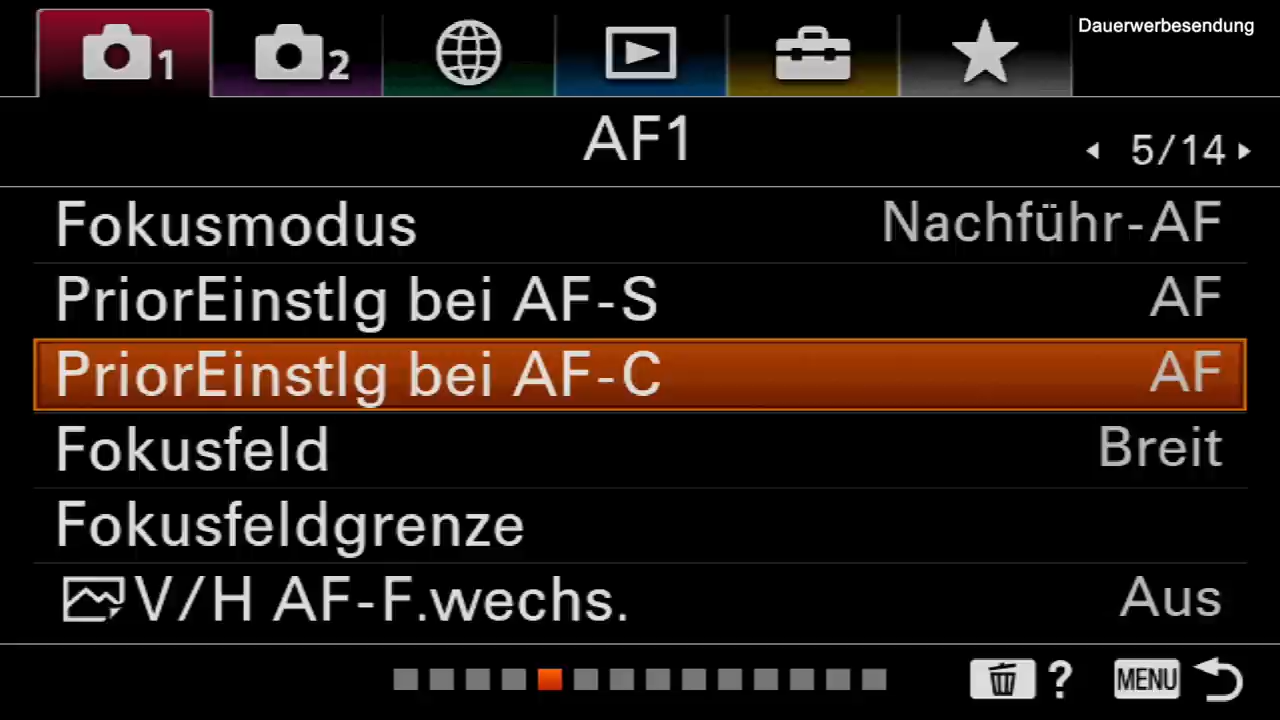 1 2 Dauerwerbesendung
AF1
5/14
Fokusmodus Nachführ-AF
PriorEinstlg bei AF-S AF
PriorEinstlg bei AF-C AF
Fokusfeld Breit
Fokusfeldgrenze
V/H AF-F.wechs. Aus
? MENU